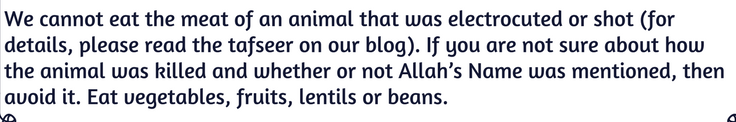 We cannot eat the meat of an animal that was electrocuted or shot (for
details, please read the tafseer on our blog). If you are not sure about how
the animal was killed and whether or not Allah's Name was mentioned, then
avoid it. Eat vegetables, fruits, lentils or beans.